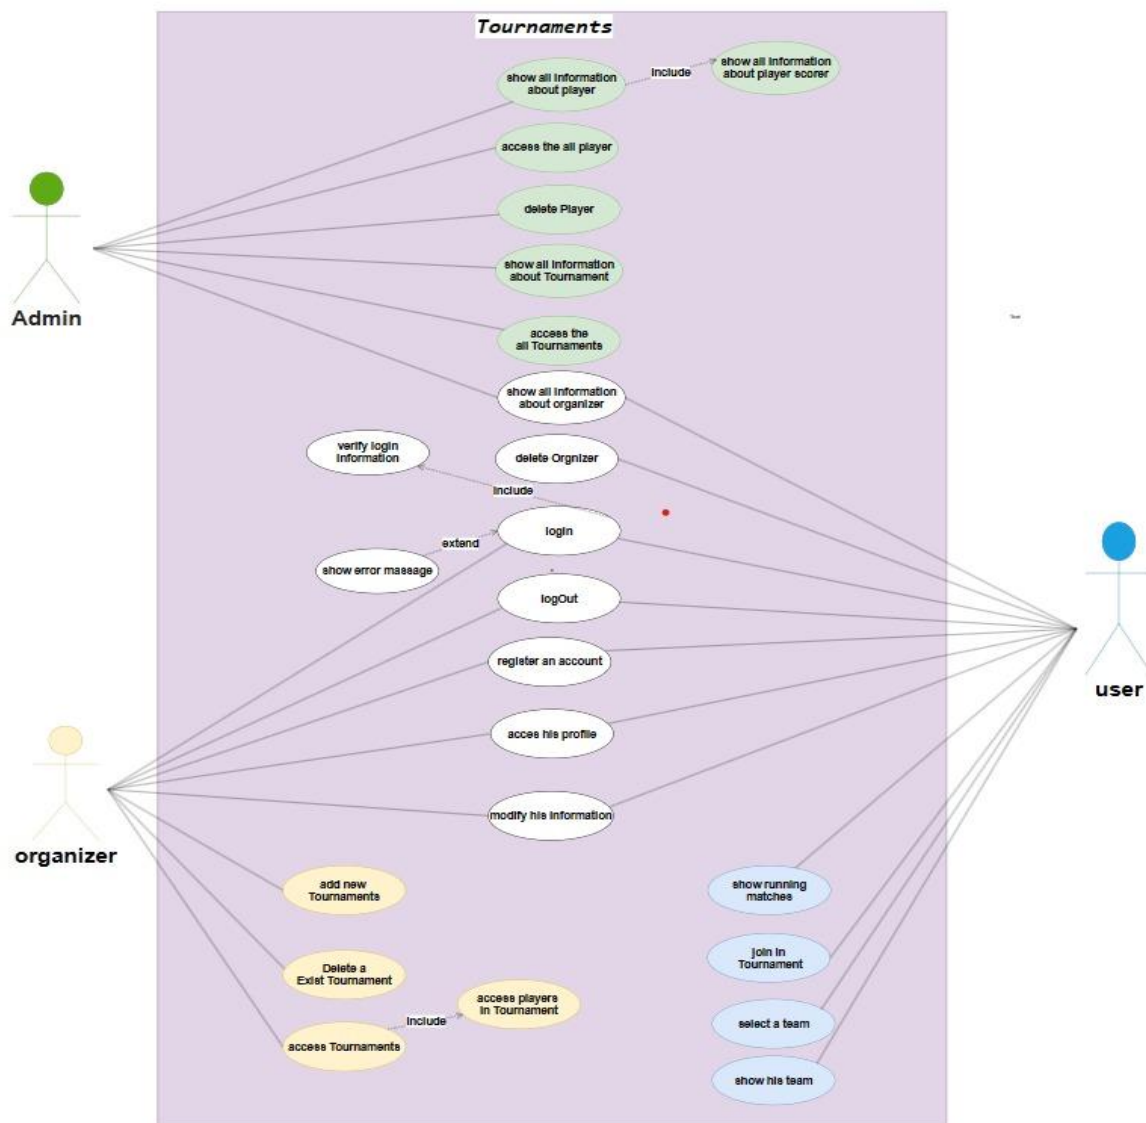 Tournaments
show all information
about player
include
show all information
about player scorer
access the all player
delete Player
show all information
about Tournament
Admin
access the
all Tournaments
show all information
about organizer
verify login
information
delete Orgnizer
include
login
extend
show error massage
logOut
register an account
user
acces his profile
modify his information
organizer
add new
Tournaments
show running
matches
Delete a
Exist Tournament
join in
Tournament
access players
in Tournament
include
access Tournaments
select a team
show his team